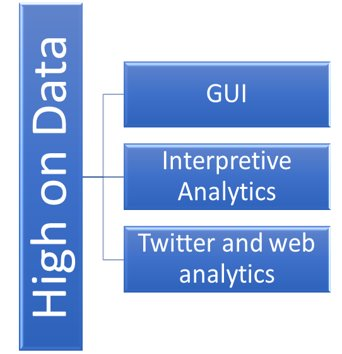 High on Data
GUI
Interpretive
Analytics
Twitter and web
analytics